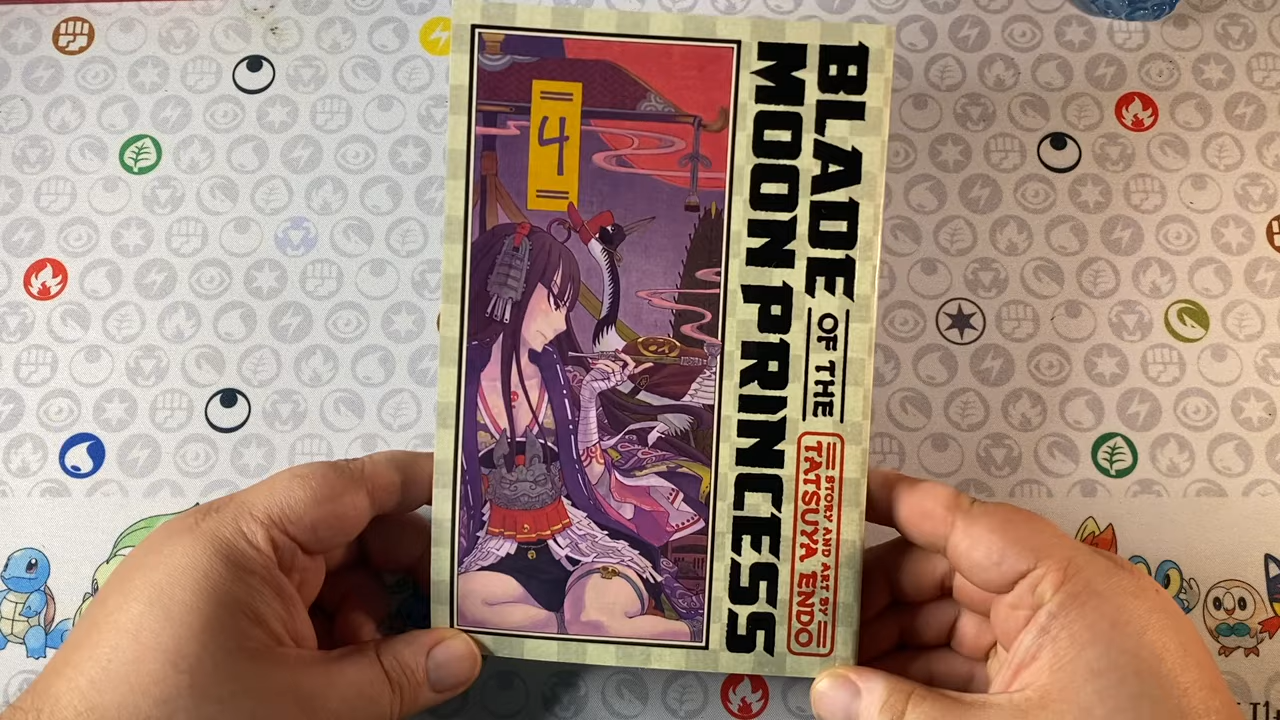 4
BLADE
OF THE
MOON PRINCESS
STORY AND ART BY
TATSUYA ENDO